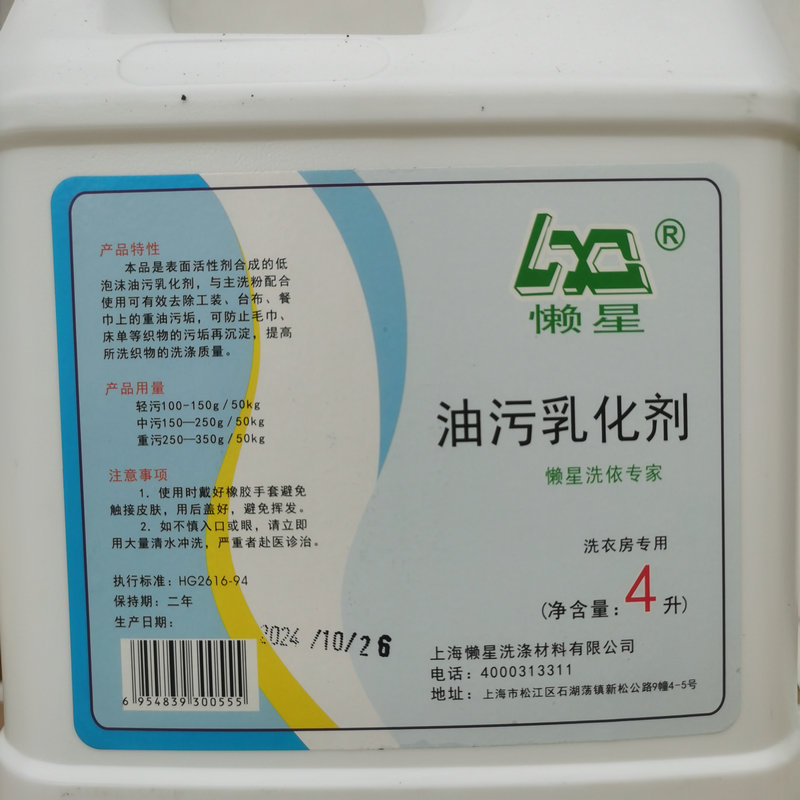 产品特性
本品是表面活性剂合成的低
泡沫油污乳化剂，与主洗粉配合
使用可有效去除工装、台布、餐
巾上的重油污垢，可防止毛巾、
床单等织物的污垢再沉淀，提高
所洗织物的洗涤质量。
产品用量
轻污100-150g/50kg
中污150—250g/50kg
重污250—350g/50kg
注意事项
1. 使用时戴好橡胶手套避免
触接皮肤，用后盖好，避免挥发。
2. 如不慎入口或眼，请立即
用大量清水冲洗，严重者赴医诊治。
执行标准：HG2616-94
保持期：二年
生产日期：
2024/10/26
6 954839 300555
LXC®
懒星
油污乳化剂
懒星洗依专家
洗衣房专用
(净含量：4升)
上海懒星洗涤材料有限公司
电话：4000313311
地址：上海市松江区石湖荡镇新松公路9幢4-5号